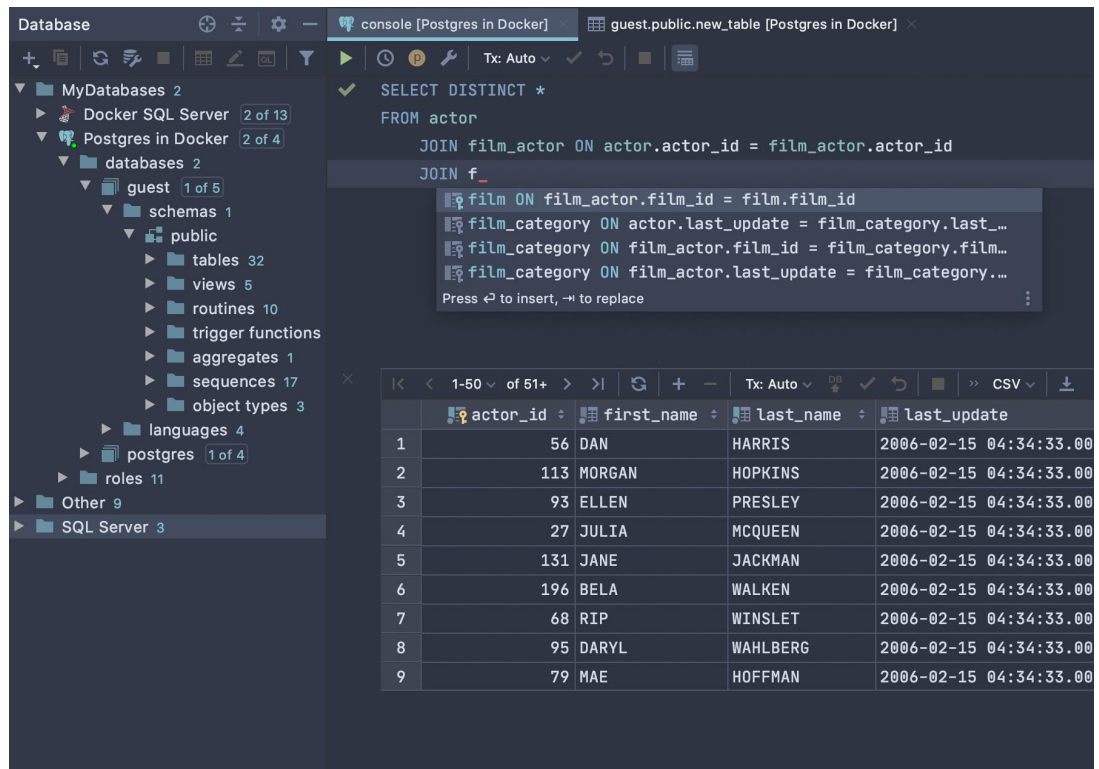 Database
console [Postgres in Docker]
guest.public.new_table [Postgres in Docker]
Tx: Auto
MyDatabases 2
Docker SQL Server 2 of 13
Postgres in Docker 2 of 4
databases 2
guest 1 of 5
schemas 1
public
tables 32
views 5
routines 10
trigger functions
aggregates 1
sequences 17
object types 3
languages 4
postgres 1 of 4
roles 11
Other 9
SQL Server 3
SELECT DISTINCT *
FROM actor
JOIN film_actor ON actor.actor_id = film_actor.actor_id
JOIN f_
film ON film_actor.film_id = film.film_id
film_category ON actor.last_update = film_category.last_…
film_category ON film_actor.film_id = film_category.film…
film_category ON film_actor.last_update = film_category.…
Press ↵ to insert, ⇥ to replace
1-50 of 51+ Tx: Auto DB CSV
actor_id first_name last_name last_update
1 56 DAN HARRIS 2006-02-15 04:34:33.00
2 113 MORGAN HOPKINS 2006-02-15 04:34:33.00
3 93 ELLEN PRESLEY 2006-02-15 04:34:33.00
4 27 JULIA MCQUEEN 2006-02-15 04:34:33.00
5 131 JANE JACKMAN 2006-02-15 04:34:33.00
6 196 BELA WALKEN 2006-02-15 04:34:33.00
7 68 RIP WINSLET 2006-02-15 04:34:33.00
8 95 DARYL WAHLBERG 2006-02-15 04:34:33.00
9 79 MAE HOFFMAN 2006-02-15 04:34:33.00